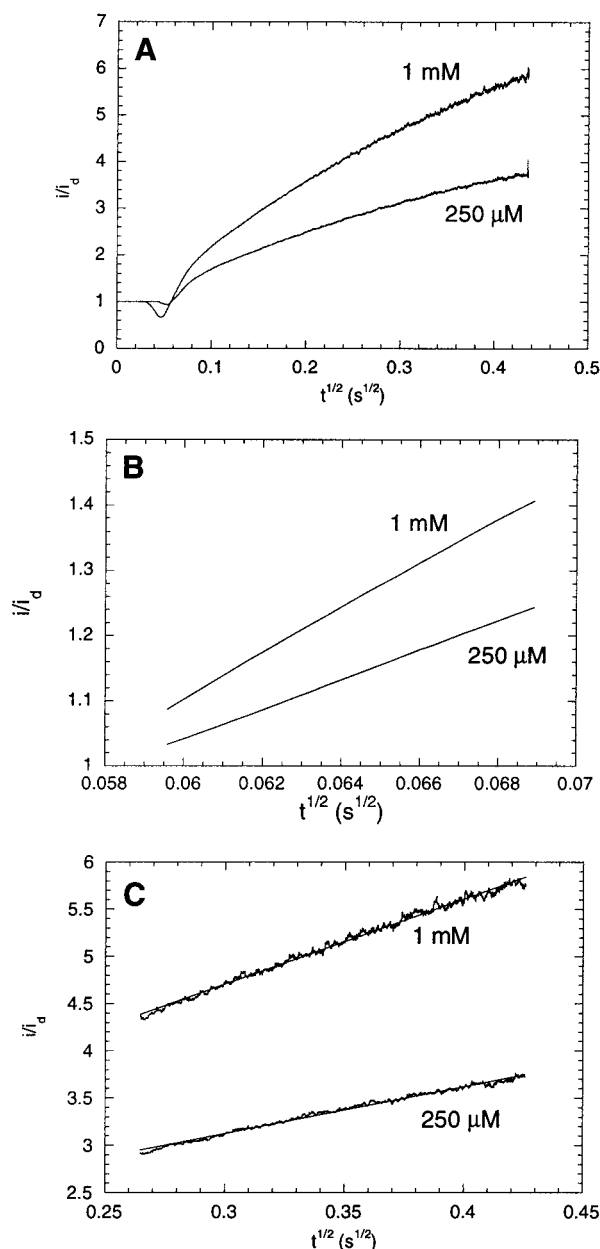 A
7
6
5
4
3
2
1
0
i/i_d
1 mM
250 μM
0 0.1 0.2 0.3 0.4 0.5
t^{1/2} (s^{1/2})
B
1.5
1.4
1.3
1.2
1.1
1
i/i_d
1 mM
250 μM
0.058 0.06 0.062 0.064 0.066 0.068 0.07
t^{1/2} (s^{1/2})
C
6
5.5
5
4.5
4
3.5
3
2.5
i/i_d
1 mM
250 μM
0.25 0.3 0.35 0.4 0.45
t^{1/2} (s^{1/2})